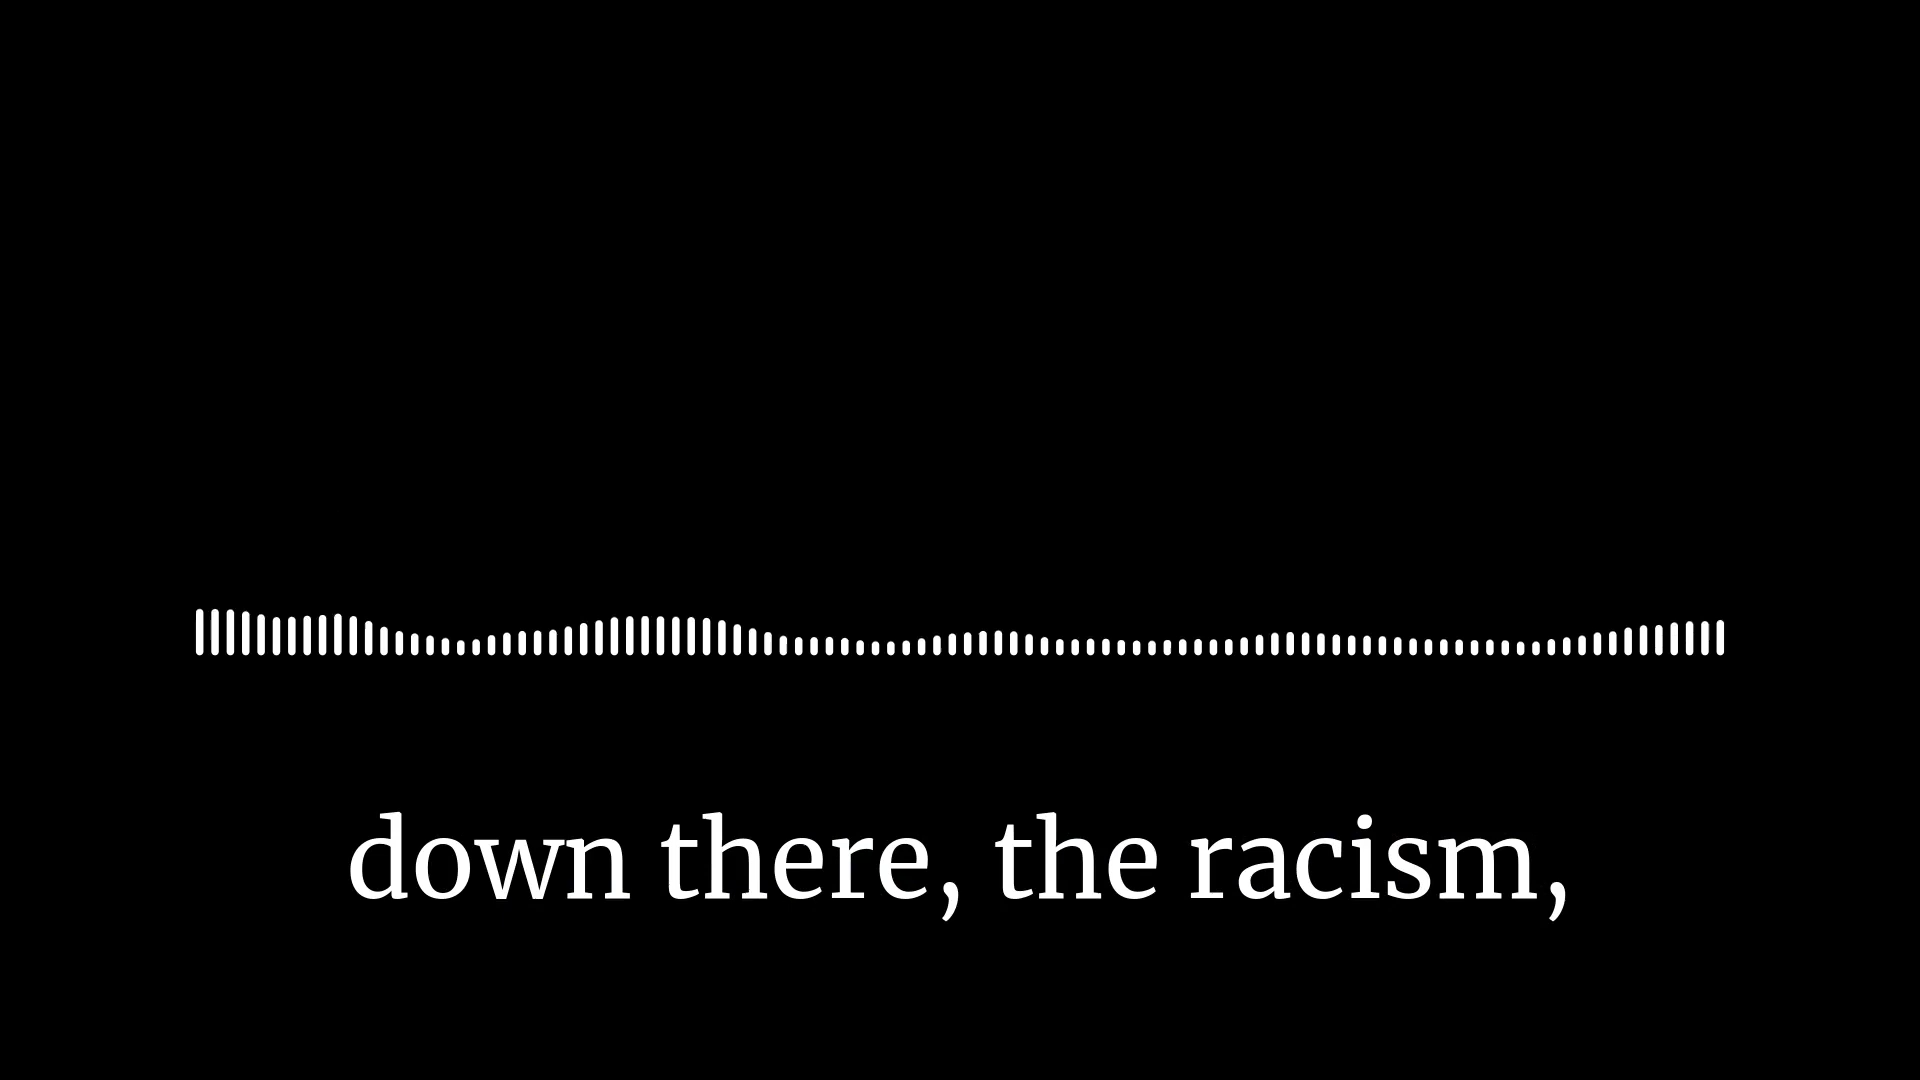 down there, the racism,